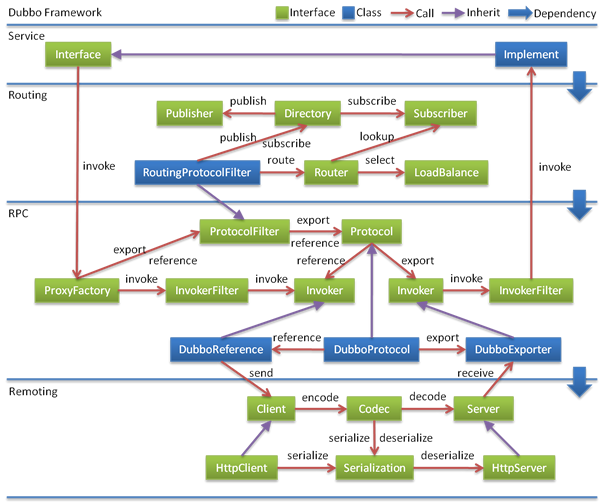 Dubbo Framework
Interface
Class
Call
Inherit
Dependency
Service
Interface
Implement
Routing
Publisher
publish
Directory
subscribe
Subscriber
publish
subscribe
lookup
invoke
route
select
invoke
RoutingProtocolFilter
Router
LoadBalance
RPC
ProtocolFilter
export
reference
Protocol
export
reference
reference
export
ProxyFactory
invoke
InvokerFilter
invoke
Invoker
Invoker
invoke
InvokerFilter
DubboReference
reference
DubboProtocol
export
DubboExporter
send
receive
Remoting
Client
encode
Codec
decode
Server
serialize
deserialize
HttpClient
serialize
Serialization
deserialize
HttpServer